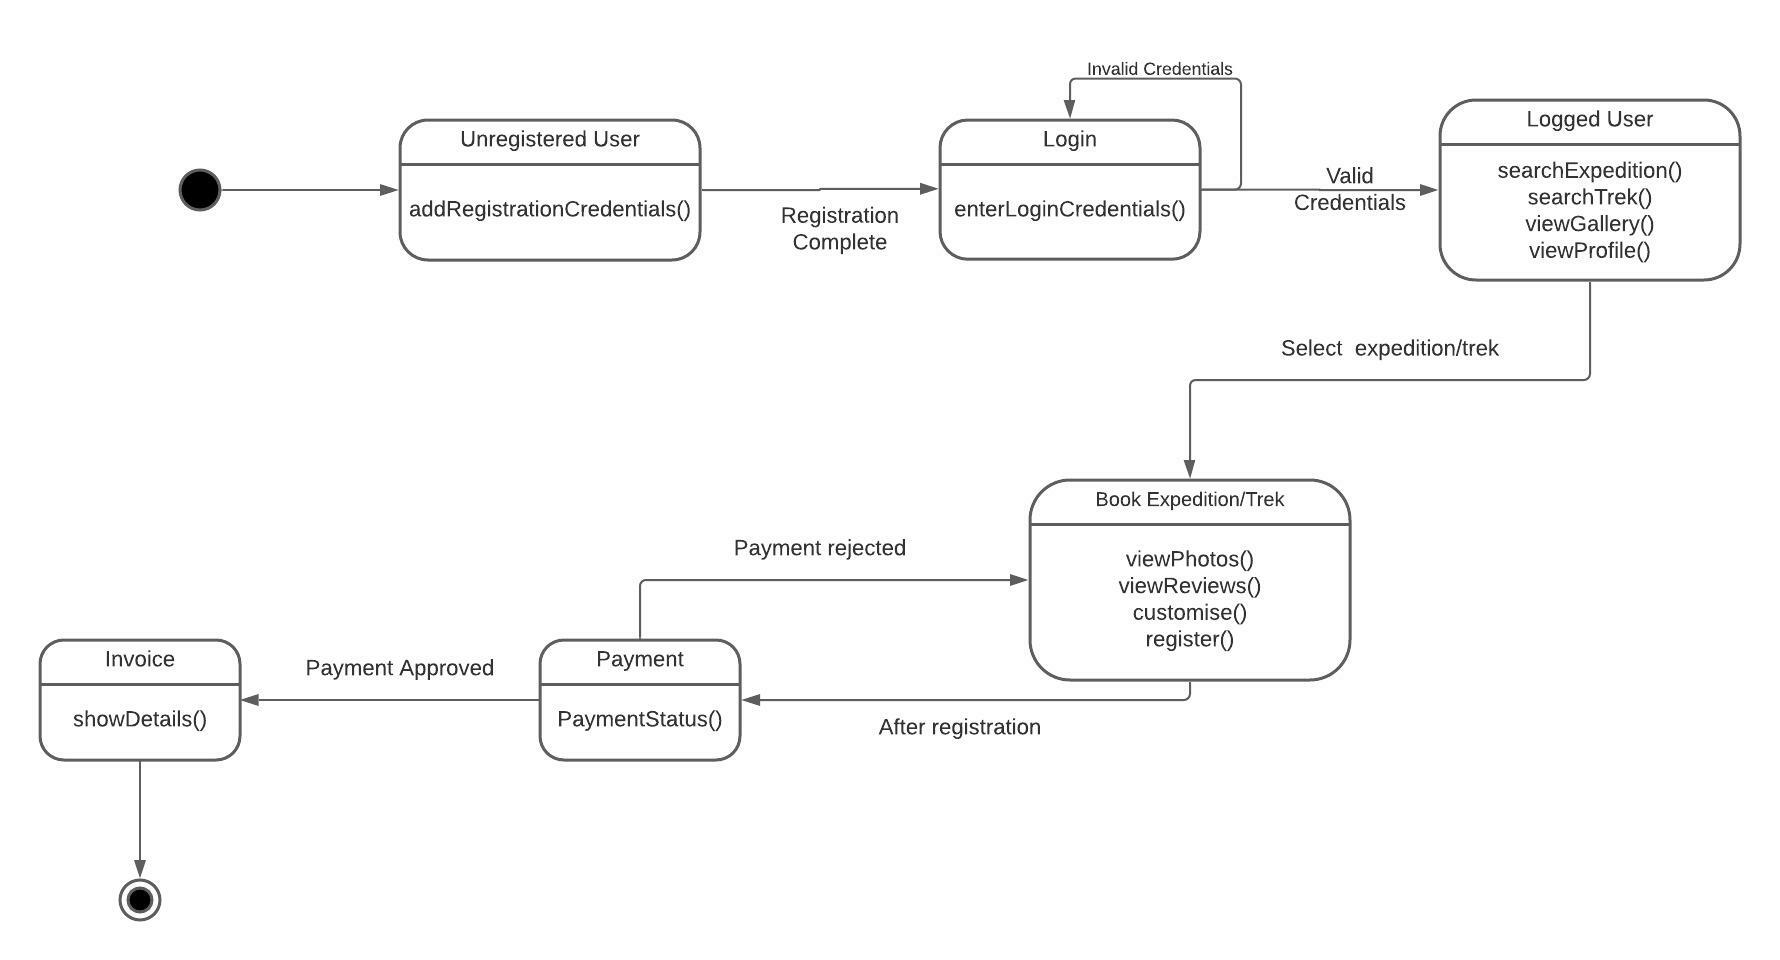 Invalid Credentials
Unregistered User
addRegistrationCredentials()
Registration
Complete
Login
enterLoginCredentials()
Valid
Credentials
Logged User
searchExpedition()
searchTrek()
viewGallery()
viewProfile()
Select  expedition/trek
Book Expedition/Trek
viewPhotos()
viewReviews()
customise()
register()
Payment rejected
After registration
Payment
PaymentStatus()
Payment Approved
Invoice
showDetails()